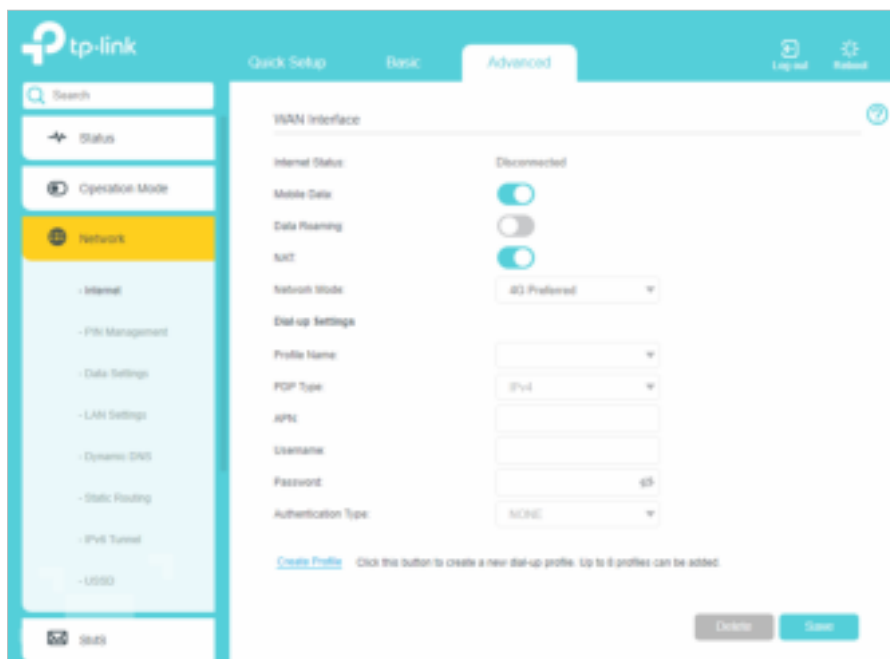 tp-link
Quick Setup Basic Advanced Log out Reboot
Search
Status
Operation Mode
Network
- Internet
- PIN Management
- Data Settings
- LAN Settings
- Dynamic DNS
- Static Routing
- IPv6 Tunnel
- USSD
SMS
WAN Interface
Internet Status: Disconnected
Mobile Data:
Data Roaming:
NAT:
Network Mode: 4G Preferred
Dial-up Settings
Profile Name:
PDP Type: IPv4
APN:
Username:
Password:
Authentication Type: NONE
Create Profile Click this button to create a new dial-up profile. Up to 8 profiles can be added.
Delete Save